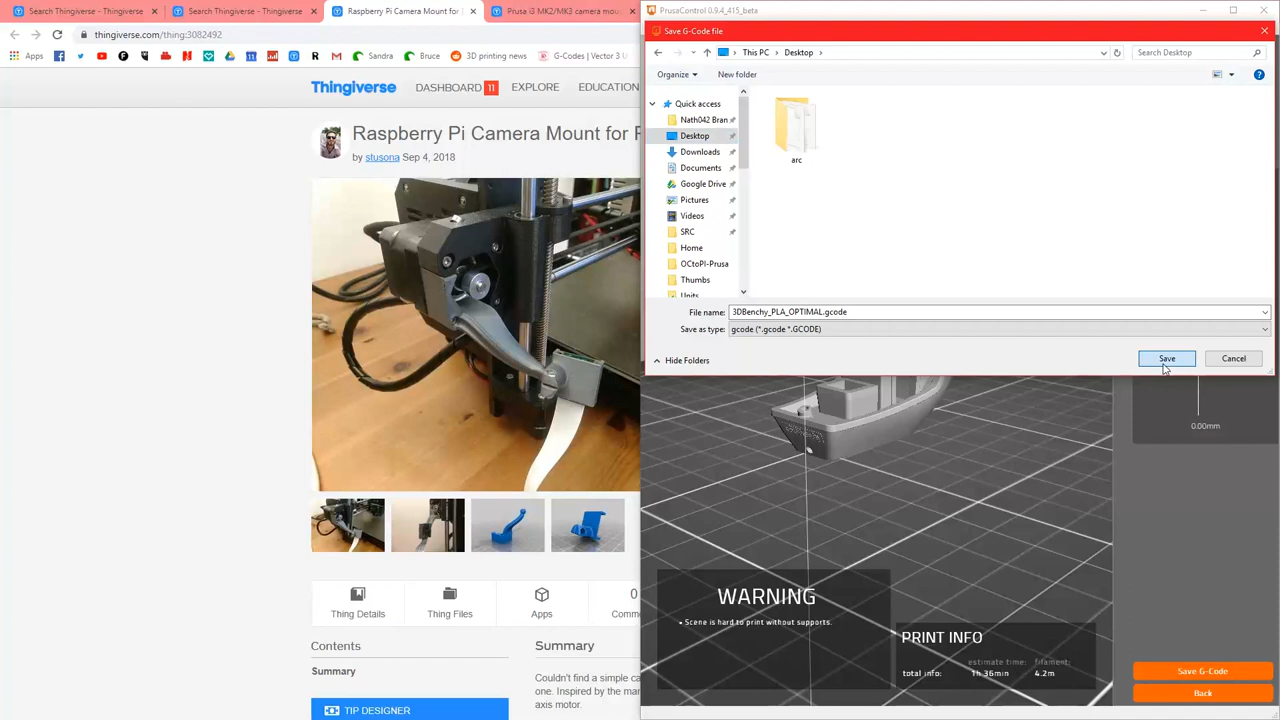 Search Thingiverse - Thingiverse
Search Thingiverse - Thingiverse
Raspberry Pi Camera Mount for
Prusa i3 MK2/MK3 camera mou
thingiverse.com/thing:3082492
Apps
Sandra
Bruce
3D printing news
G-Codes | Vector 3
Thingiverse
DASHBOARD 11
EXPLORE
EDUCATION
Raspberry Pi Camera Mount for
by stusona Sep 4, 2018
Thing Details
Thing Files
Apps
0
Comm
Contents
Summary
Summary
TIP DESIGNER
Couldn't find a simple ca
one. Inspired by the mar
axis motor.
PrusaControl 0.9.4_415_beta
Save G-Code file
This PC
Desktop
Search Desktop
Organize
New folder
Quick access
Nath042 Bran
Desktop
Downloads
Documents
Google Drive
Pictures
Videos
SRC
Home
OCtoPI-Prusa
Thumbs
Units
arc
File name:
3DBenchy_PLA_OPTIMAL.gcode
Save as type:
gcode (*.gcode *.GCODE)
Hide Folders
Save
Cancel
0.00mm
WARNING
• Scene is hard to print without supports.
PRINT INFO
estimate time:
filament:
total info:
1h 36min
4.2m
Save G-Code
Back